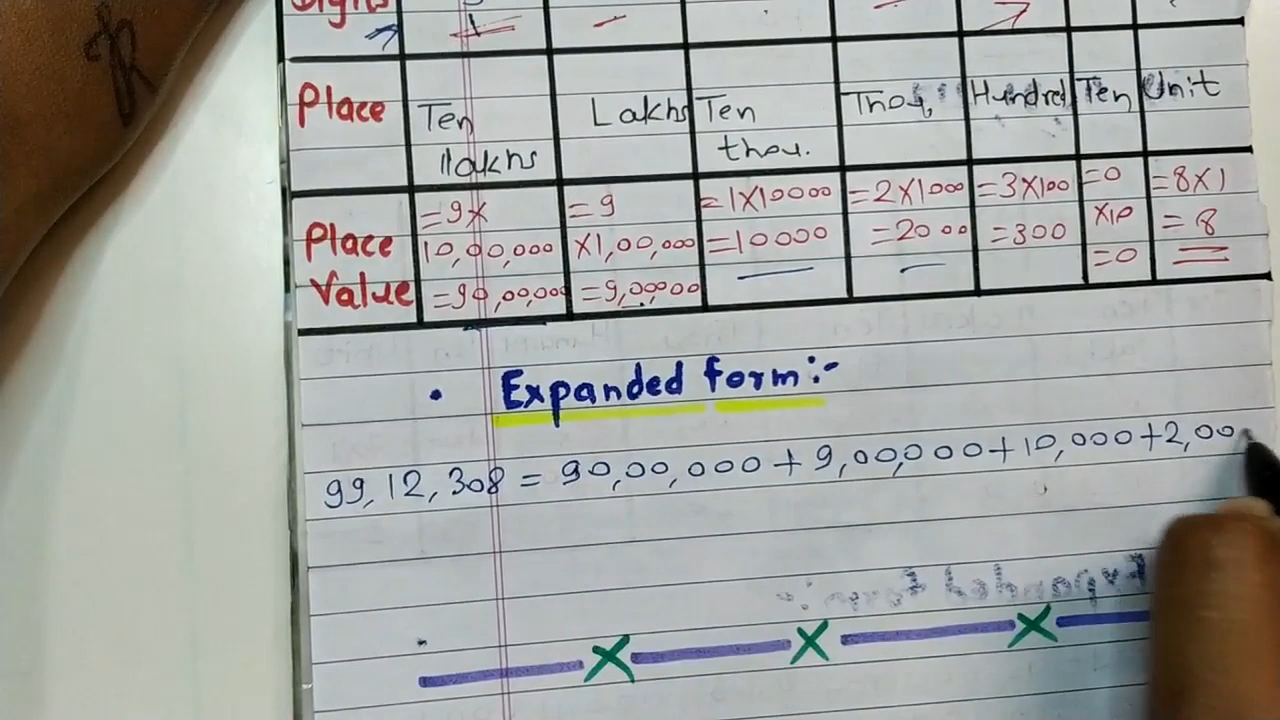 Digits
Place Ten lakhs Lakhs Ten thou. Thou. Hundred Ten Unit
Place Value =9× 10,00,000 =90,00,000 =9 ×1,00,000 =9,00,000 =1×10000 =10000 =2×1000 =2000 =3×100 =300 =0 ×10 =0 =8×1 =8
• Expanded form:-
99,12,308 = 90,00,000 + 9,00,000 + 10,000 + 2,00